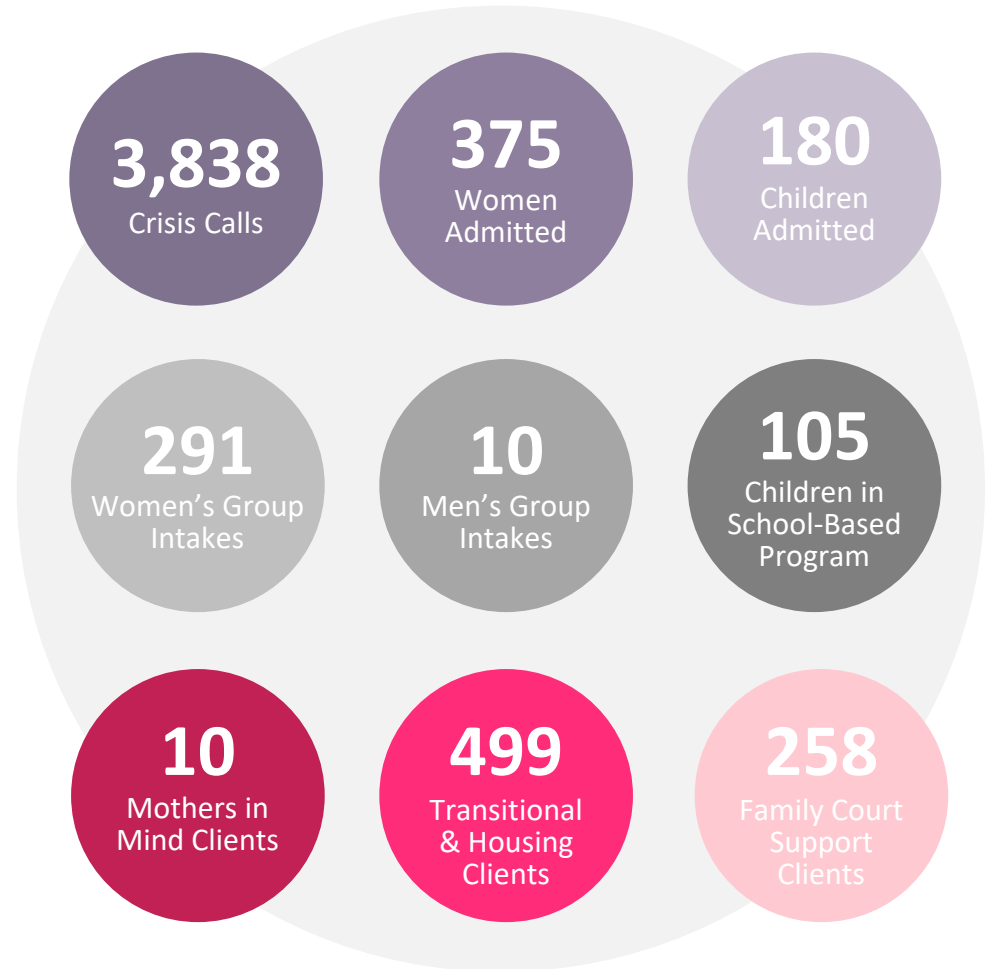 3,838
Crisis Calls
375
Women
Admitted
180
Children
Admitted
291
Women’s Group
Intakes
10
Men’s Group
Intakes
105
Children in
School-Based
Program
10
Mothers in
Mind Clients
499
Transitional
& Housing
Clients
258
Family Court
Support
Clients